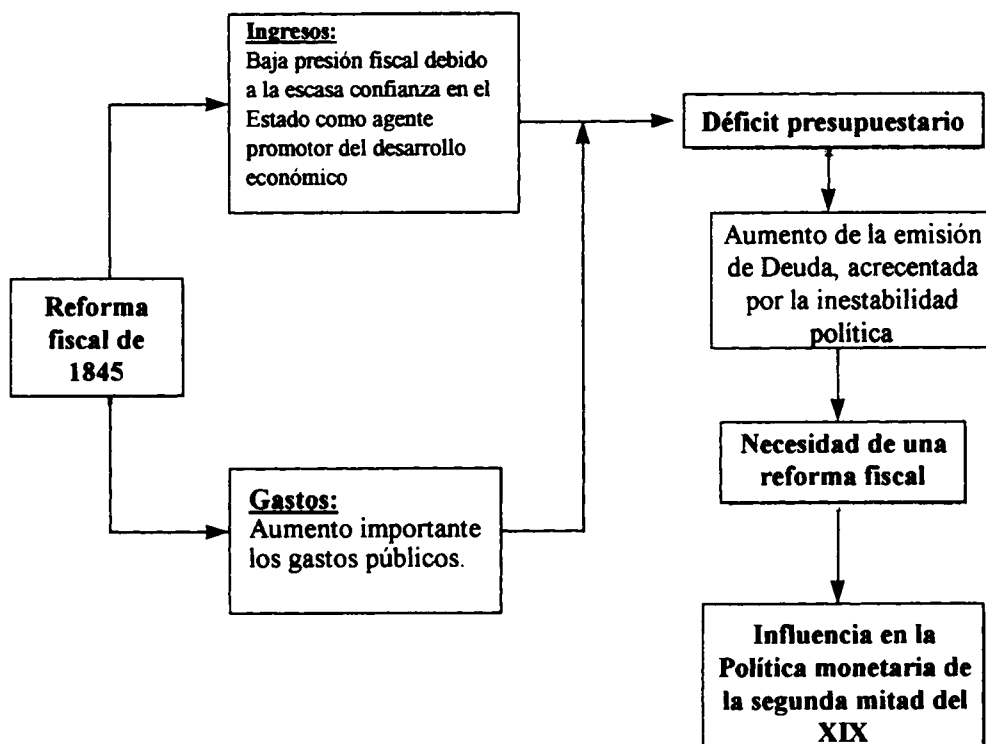 Ingresos:
Baja presión fiscal debido
a la escasa confianza en el
Estado como agente
promotor del desarrollo
económico
Déficit presupuestario
Aumento de la emisión
de Deuda, acrecentada
por la inestabilidad
política
Reforma
fiscal de
1845
Necesidad de una
reforma fiscal
Gastos:
Aumento importante
los gastos públicos.
Influencia en la
Política monetaria de
la segunda mitad del
XIX